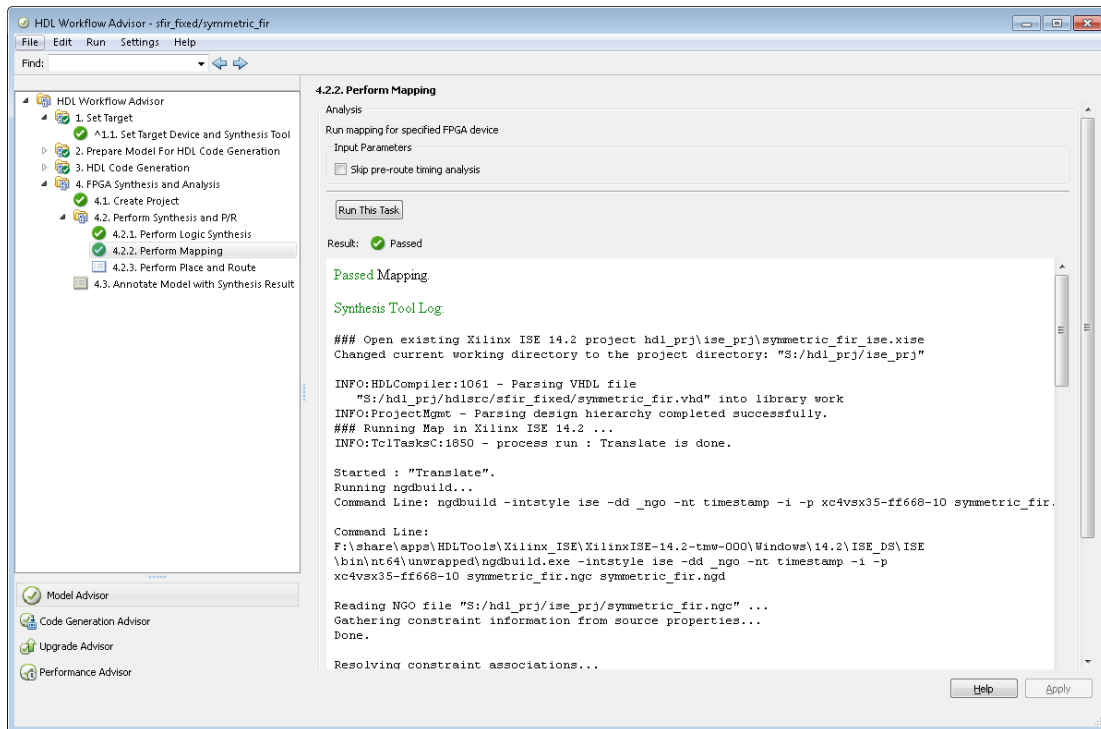 HDL Workflow Advisor - sfir_fixed/symmetric_fir
File Edit Run Settings Help
Find:
HDL Workflow Advisor
1. Set Target
^1.1. Set Target Device and Synthesis Tool
2. Prepare Model For HDL Code Generation
3. HDL Code Generation
4. FPGA Synthesis and Analysis
4.1. Create Project
4.2. Perform Synthesis and P/R
4.2.1. Perform Logic Synthesis
4.2.2. Perform Mapping
4.2.3. Perform Place and Route
4.3. Annotate Model with Synthesis Result
Model Advisor
Code Generation Advisor
Upgrade Advisor
Performance Advisor
4.2.2. Perform Mapping
Analysis
Run mapping for specified FPGA device
Input Parameters
Skip pre-route timing analysis
Run This Task
Result: Passed
Passed Mapping.
Synthesis Tool Log:
### Open existing Xilinx ISE 14.2 project hdl_prj\ise_prj\symmetric_fir_ise.xise
Changed current working directory to the project directory: "S:/hdl_prj/ise_prj"
INFO:HDLCompiler:1061 - Parsing VHDL file
"S:/hdl_prj/hdlsrc/sfir_fixed/symmetric_fir.vhd" into library work
INFO:ProjectMgmt - Parsing design hierarchy completed successfully.
### Running Map in Xilinx ISE 14.2 ...
INFO:TclTasksC:1850 - process run : Translate is done.
Started : "Translate".
Running ngdbuild...
Command Line: ngdbuild -intstyle ise -dd _ngo -nt timestamp -i -p xc4vsx35-ff668-10 symmetric_fir.
Command Line:
F:\share\apps\HDLTools\Xilinx_ISE\XilinxISE-14.2-tmw-000\Windows\14.2\ISE_DS\ISE
\bin\nt64\unwrapped\ngdbuild.exe -intstyle ise -dd _ngo -nt timestamp -i -p
xc4vsx35-ff668-10 symmetric_fir.ngc symmetric_fir.ngd
Reading NGO file "S:/hdl_prj/ise_prj/symmetric_fir.ngc" ...
Gathering constraint information from source properties...
Done.
Resolving constraint associations...
Help Apply